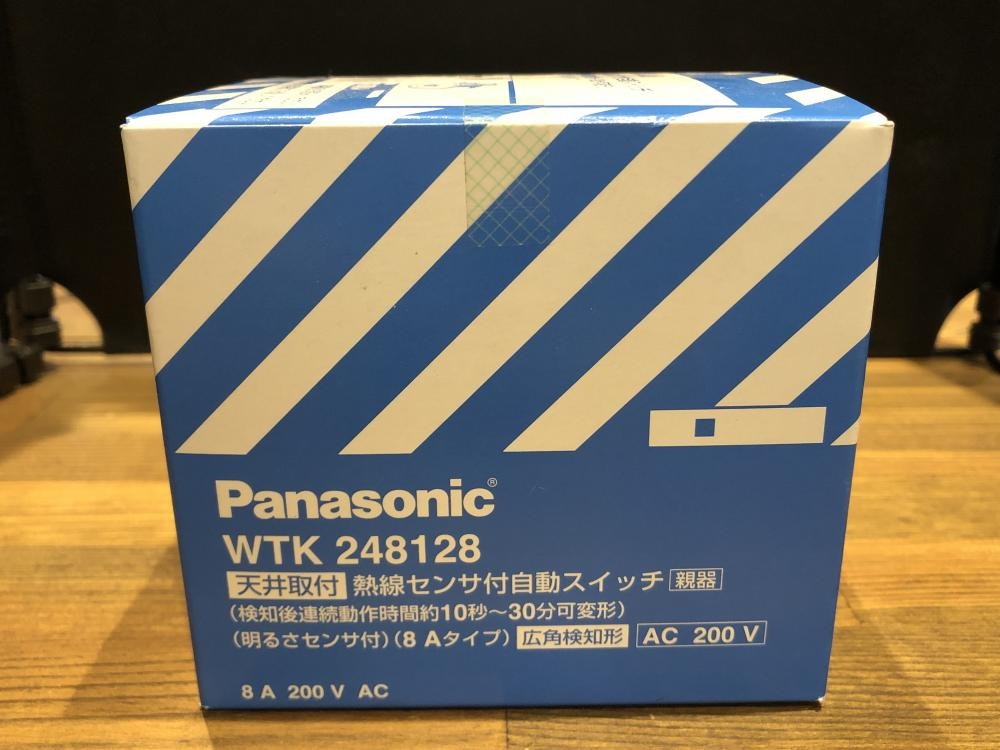 Panasonic®
WTK 248128
天井取付 熱線センサ付自動スイッチ 親器
(検知後連続動作時間約10秒～30分可変形)
(明るさセンサ付)(8 Aタイプ) 広角検知形 AC 200 V
8 A 200 V AC